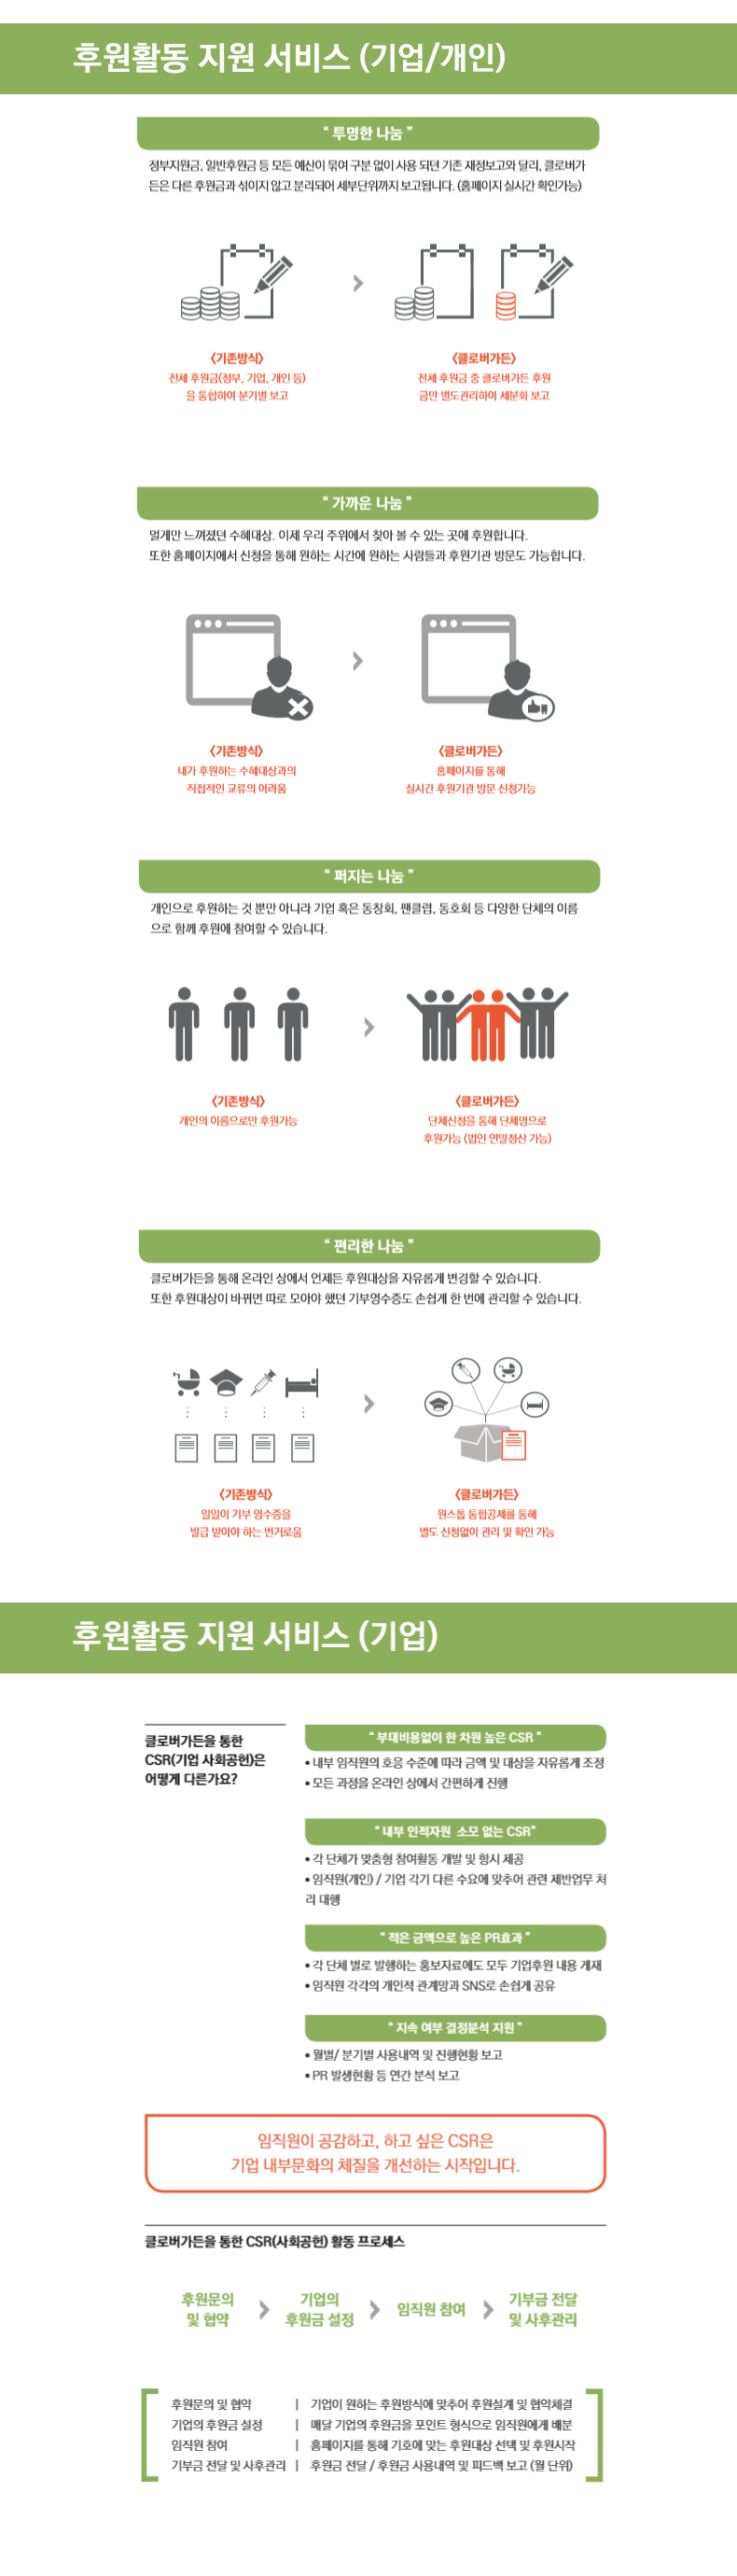 후원활동 지원 서비스 (기업/개인)
“ 투명한 나눔 ”
정부지원금, 일반후원금 등 모든 예산이 묶여 구분 없이 사용 되던 기존 재정보고와 달리, 클로버가
든은 다른 후원금과 섞이지 않고 분리되어 세부단위까지 보고됩니다. (홈페이지 실시간 확인가능)
〈기존방식〉
전체 후원금(정부, 기업, 개인 등)
을 통합하여 분기별 보고
〈클로버가든〉
전체 후원금 중 클로버가든 후원
금만 별도관리하여 세분화 보고
“ 가까운 나눔 ”
멀게만 느껴졌던 수혜대상. 이제 우리 주위에서 찾아 볼 수 있는 곳에 후원합니다.
또한 홈페이지에서 신청을 통해 원하는 시간에 원하는 사람들과 후원기관 방문도 가능합니다.
〈기존방식〉
내가 후원하는 수혜대상과의
직접적인 교류의 어려움
〈클로버가든〉
홈페이지를 통해
실시간 후원기관 방문 신청가능
“ 퍼지는 나눔 ”
개인으로 후원하는 것 뿐만 아니라 기업 혹은 동창회, 팬클럽, 동호회 등 다양한 단체의 이름
으로 함께 후원에 참여할 수 있습니다.
〈기존방식〉
개인의 이름으로만 후원가능
〈클로버가든〉
단체신청을 통해 단체명으로
후원가능 (법인 연말정산 가능)
“ 편리한 나눔 ”
클로버가든을 통해 온라인 상에서 언제든 후원대상을 자유롭게 변경할 수 있습니다.
또한 후원대상이 바뀌면 따로 모아야 했던 기부영수증도 손쉽게 한 번에 관리할 수 있습니다.
〈기존방식〉
일일이 기부 영수증을
발급 받아야 하는 번거로움
〈클로버가든〉
원스톱 통합공제를 통해
별도 신청없이 관리 및 확인 가능
후원활동 지원 서비스 (기업)
클로버가든을 통한
CSR(기업 사회공헌)은
어떻게 다른가요?
“ 부대비용없이 한 차원 높은 CSR ”
• 내부 임직원의 호응 수준에 따라 금액 및 대상을 자유롭게 조정
• 모든 과정을 온라인 상에서 간편하게 진행
“ 내부 인적자원 소모 없는 CSR”
• 각 단체가 맞춤형 참여활동 개발 및 항시 제공
• 임직원(개인) / 기업 각기 다른 수요에 맞추어 관련 제반업무 처
리 대행
“ 적은 금액으로 높은 PR효과 ”
• 각 단체 별로 발행하는 홍보자료에도 모두 기업후원 내용 게재
• 임직원 각각의 개인적 관계망과 SNS로 손쉽게 공유
“ 지속 여부 결정분석 지원 ”
• 월별/ 분기별 사용내역 및 진행현황 보고
• PR 발생현황 등 연간 분석 보고
임직원이 공감하고, 하고 싶은 CSR은
기업 내부문화의 체질을 개선하는 시작입니다.
클로버가든을 통한 CSR(사회공헌) 활동 프로세스
후원문의
및 협약
기업의
후원금 설정
임직원 참여
기부금 전달
및 사후관리
후원문의 및 협약 | 기업이 원하는 후원방식에 맞추어 후원설계 및 협약체결
기업의 후원금 설정 | 매달 기업의 후원금을 포인트 형식으로 임직원에게 배분
임직원 참여 | 홈페이지를 통해 기호에 맞는 후원대상 선택 및 후원시작
기부금 전달 및 사후관리 | 후원금 전달 / 후원금 사용내역 및 피드백 보고 (월 단위)